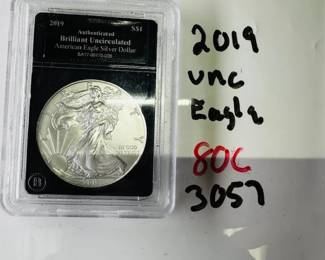 2019 $1
Authenticated
Brilliant Uncirculated
American Eagle Silver Dollar
2019
unc
Eagle
80C
3057